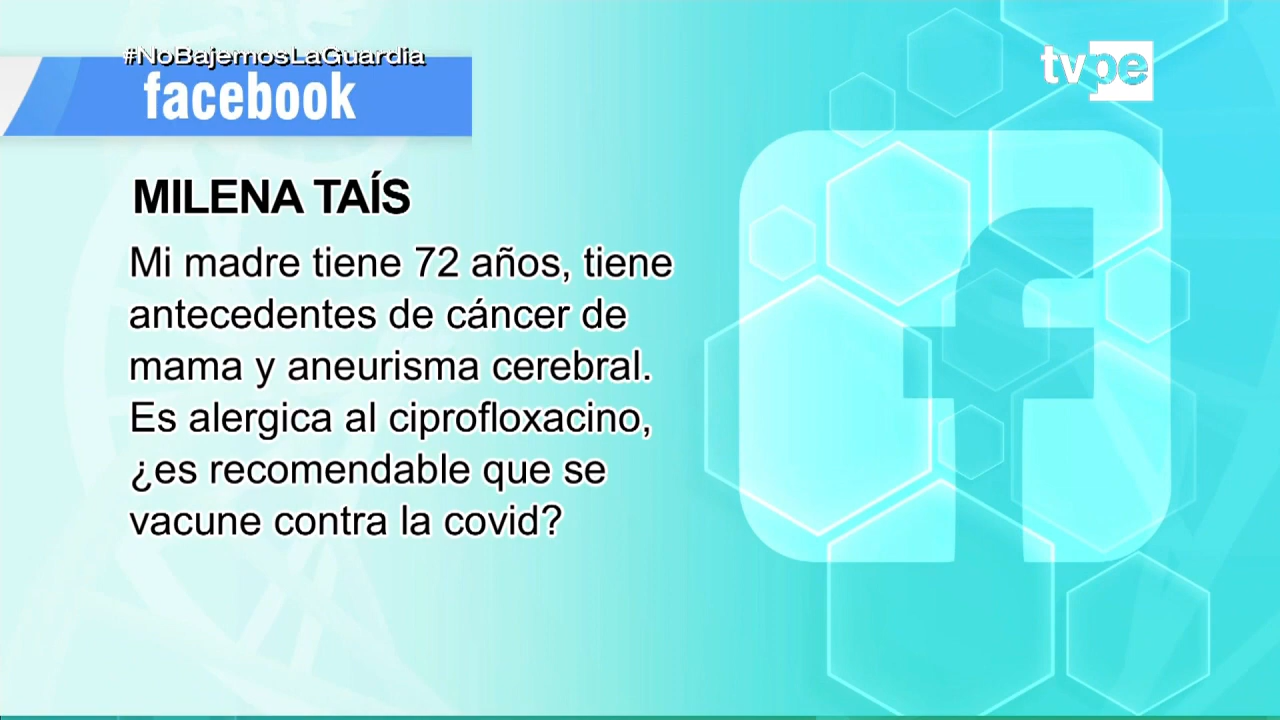 #NoBajemosLaGuardia
tvpe
facebook
MILENA TAÍS
Mi madre tiene 72 años, tiene
antecedentes de cáncer de
mama y aneurisma cerebral.
Es alergica al ciprofloxacino,
¿es recomendable que se
vacune contra la covid?